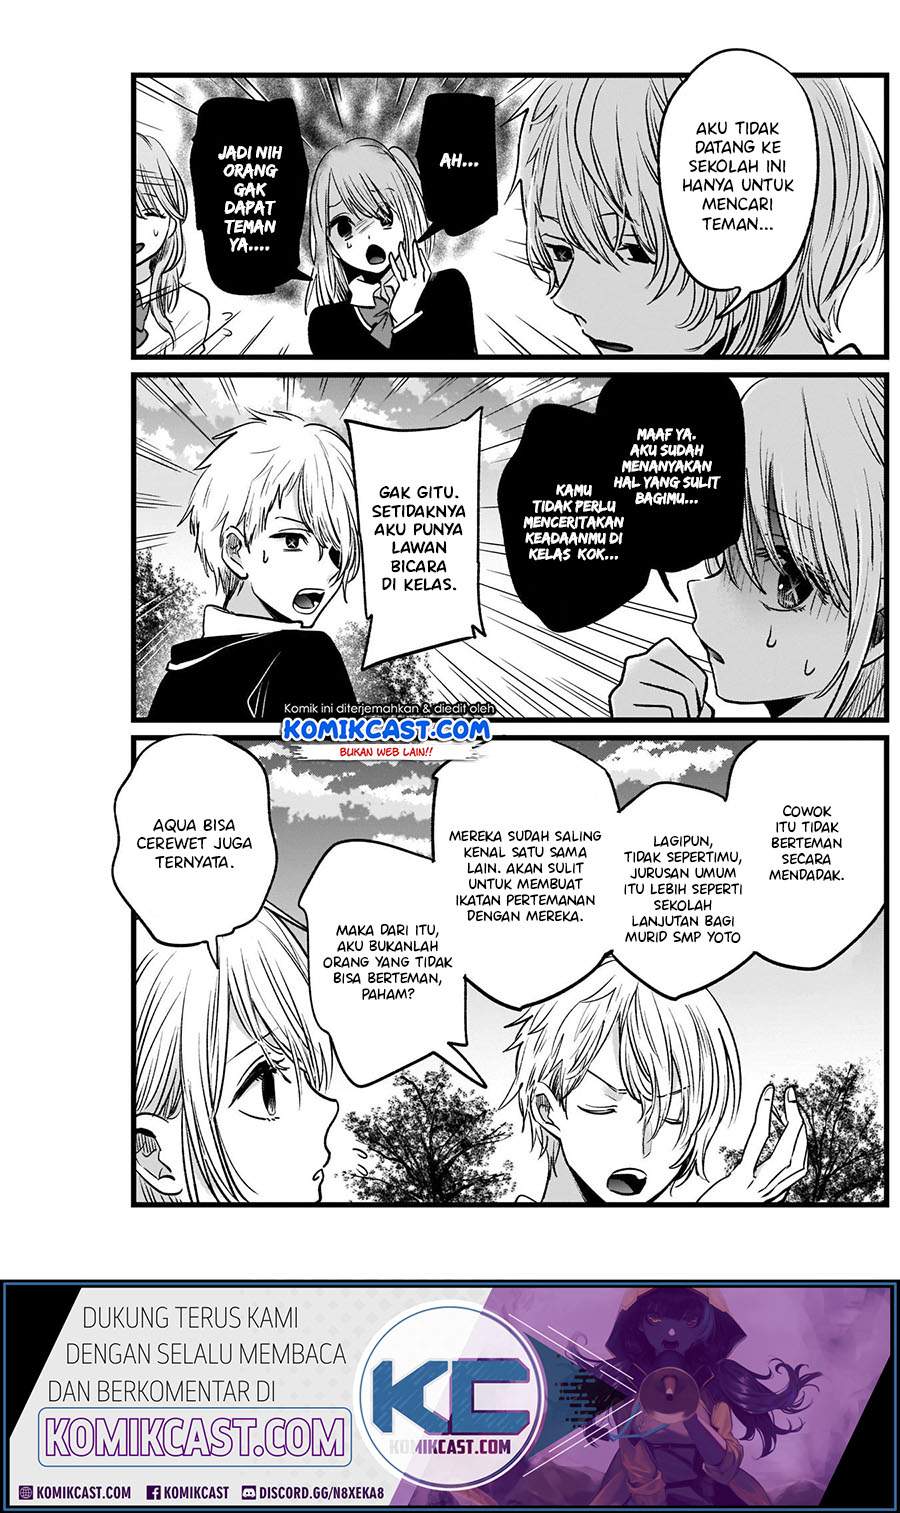 AKU TIDAK
DATANG KE
SEKOLAH INI
HANYA UNTUK
MENCARI
TEMAN...
AH...
JADI NIH
ORANG
GAK
DAPAT
TEMAN
YA....
MAAF YA.
AKU SUDAH
MENANYAKAN
HAL YANG SULIT
BAGIMU...
KAMU
TIDAK PERLU
MENCERITAKAN
KEADAANMU DI
KELAS KOK...
GAK GITU.
SETIDAKNYA
AKU PUNYA
LAWAN
BICARA
DI KELAS.
Komik ini diterjemahkan & diedit oleh
KOMIKCAST.COM
BUKAN WEB LAIN!!
COWOK
ITU TIDAK
BERTEMAN
SECARA
MENDADAK.
LAGIPUN,
TIDAK SEPERTIMU,
JURUSAN UMUM
ITU LEBIH SEPERTI
SEKOLAH
LANJUTAN BAGI
MURID SMP YOTO
MEREKA SUDAH SALING
KENAL SATU SAMA
LAIN. AKAN SULIT
UNTUK MEMBUAT
IKATAN PERTEMANAN
DENGAN MEREKA.
MAKA DARI ITU,
AKU BUKANLAH
ORANG YANG TIDAK
BISA BERTEMAN,
PAHAM?
AQUA BISA
CEREWET JUGA
TERNYATA.
DUKUNG TERUS KAMI
DENGAN SELALU MEMBACA
DAN BERKOMENTAR DI
KOMIKCAST.COM
KOMIKCAST.COM KOMIKCAST DISCORD.GG/N8XEKA8
KC
KOMIKCAST.COM